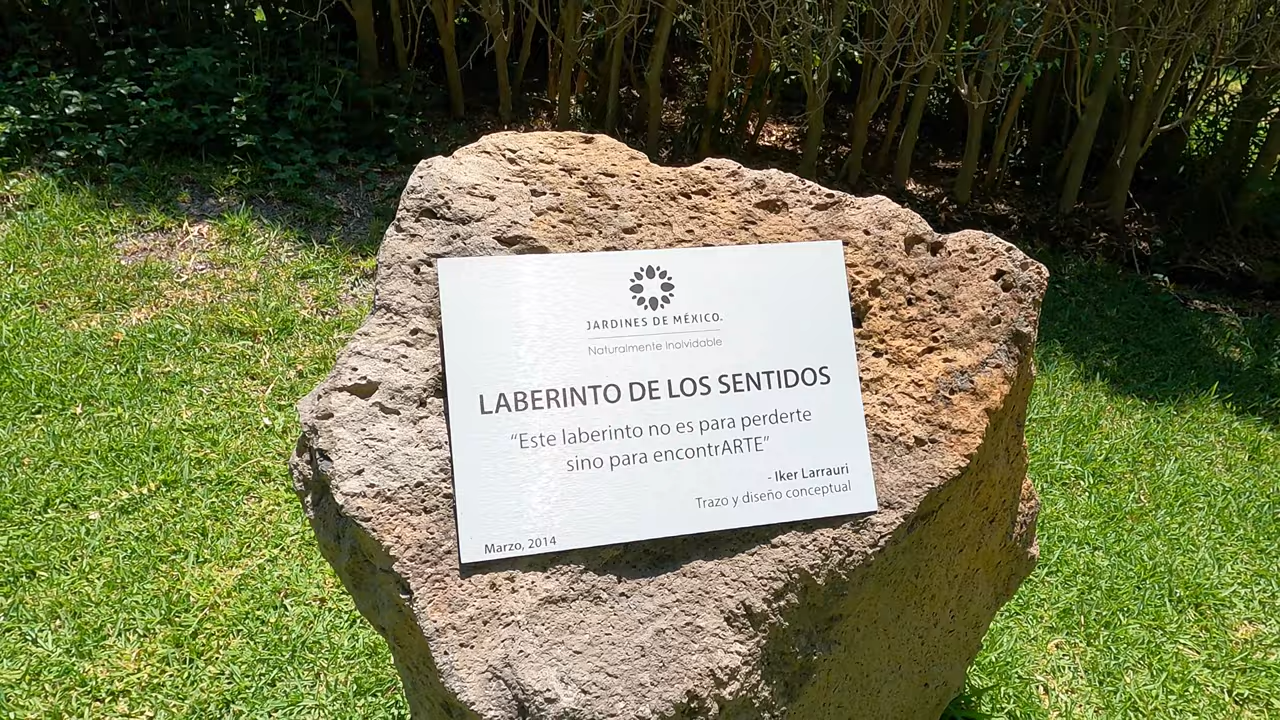 JARDINES DE MÉXICO.
Naturalmente Inolvidable
LABERINTO DE LOS SENTIDOS
“Este laberinto no es para perderte
sino para encontrARTE”
- Iker Larrauri
Trazo y diseño conceptual
Marzo, 2014